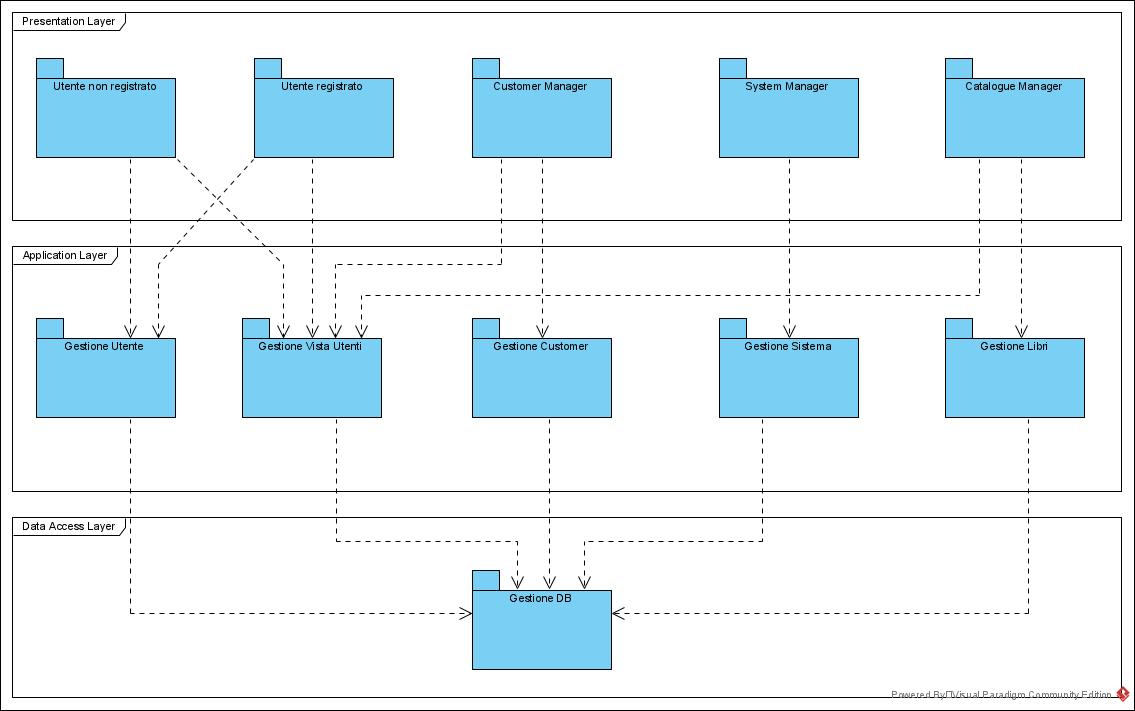 Presentation Layer
Utente non registrato
Utente registrato
Customer Manager
System Manager
Catalogue Manager
Application Layer
Gestione Utente
Gestione Vista Utenti
Gestione Customer
Gestione Sistema
Gestione Libri
Data Access Layer
Gestione DB
Powered By Visual Paradigm Community Edition